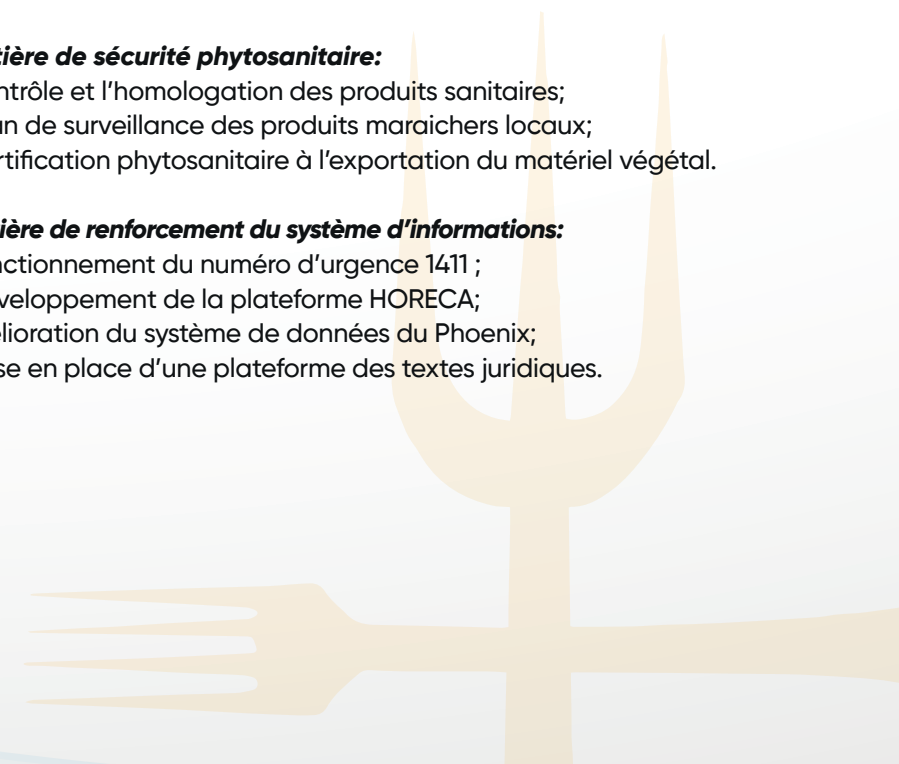 tière de sécurité phytosanitaire:
ntrôle et l'homologation des produits sanitaires;
an de surveillance des produits maraichers locaux;
rtification phytosanitaire à l'exportation du matériel végétal.
ière de renforcement du système d'informations:
nctionnement du numéro d'urgence 1411 ;
veloppement de la plateforme HORECA;
élioration du système de données du Phoenix;
se en place d'une plateforme des textes juridiques.